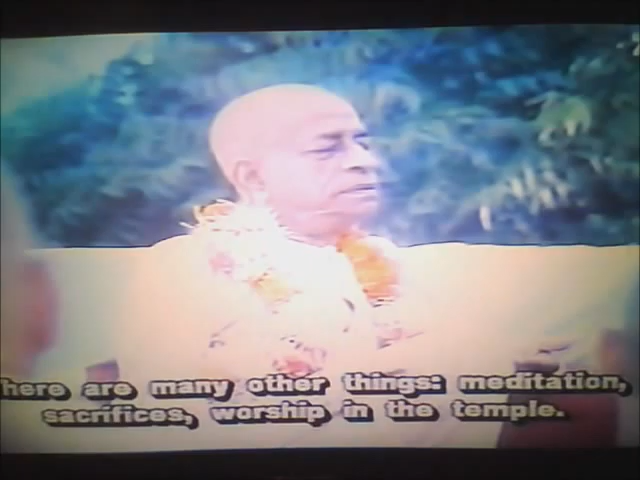 here are many other things: meditation,
sacrifices, worship in the temple.